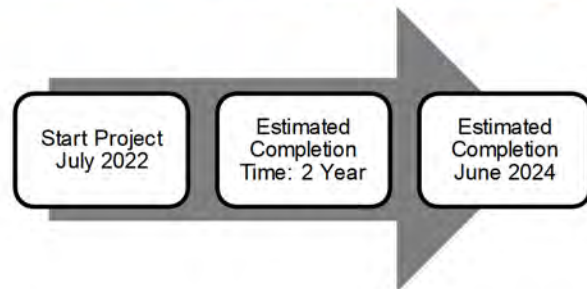 Start Project
July 2022
Estimated
Completion
Time: 2 Year
Estimated
Completion
June 2024